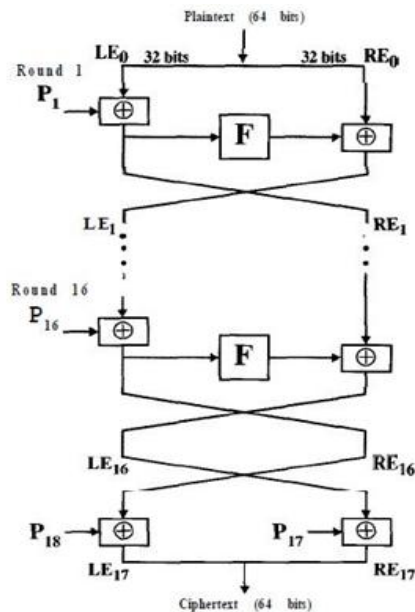 Plaintext (64 bits)
LE0 32 bits 32 bits RE0
Round 1
P1
F
LE1 RE1
Round 16
P16
F
LE16 RE16
P18 P17
LE17 RE17
Ciphertext (64 bits)